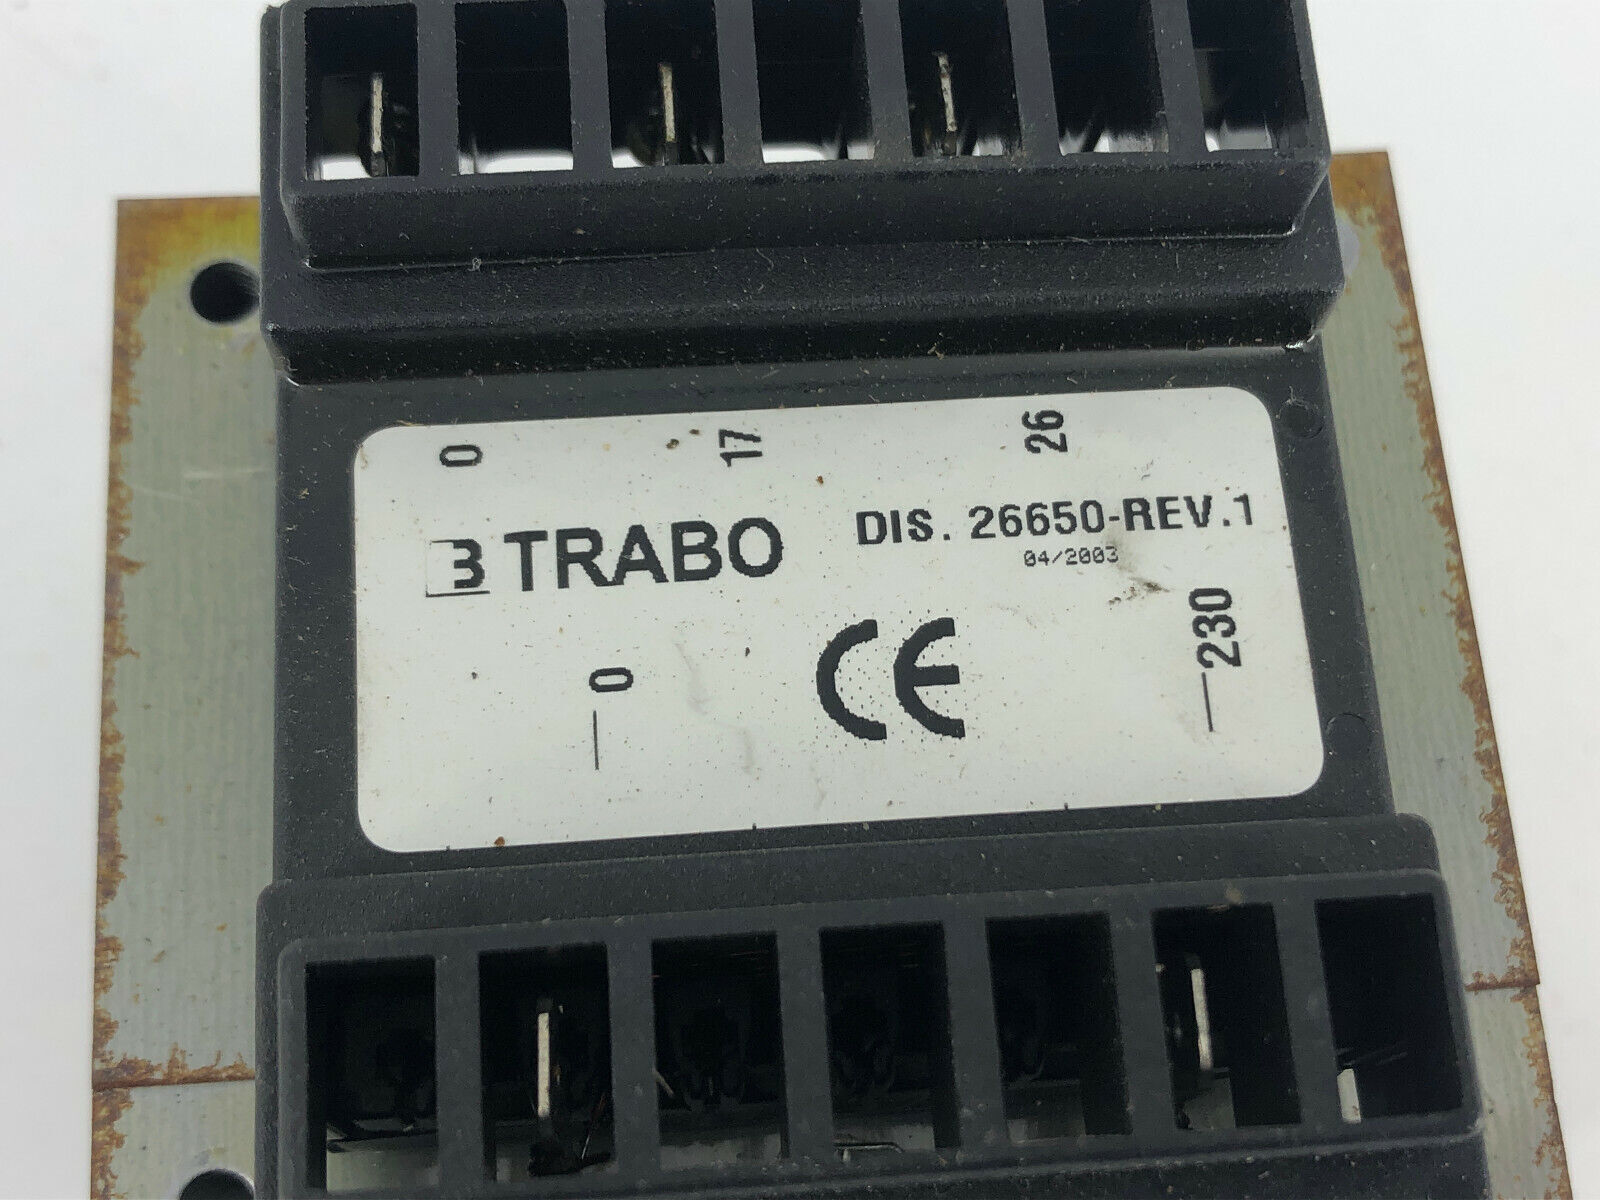 0 17 26
B TRABO DIS. 26650-REV.1
04/2003
0 CE 230